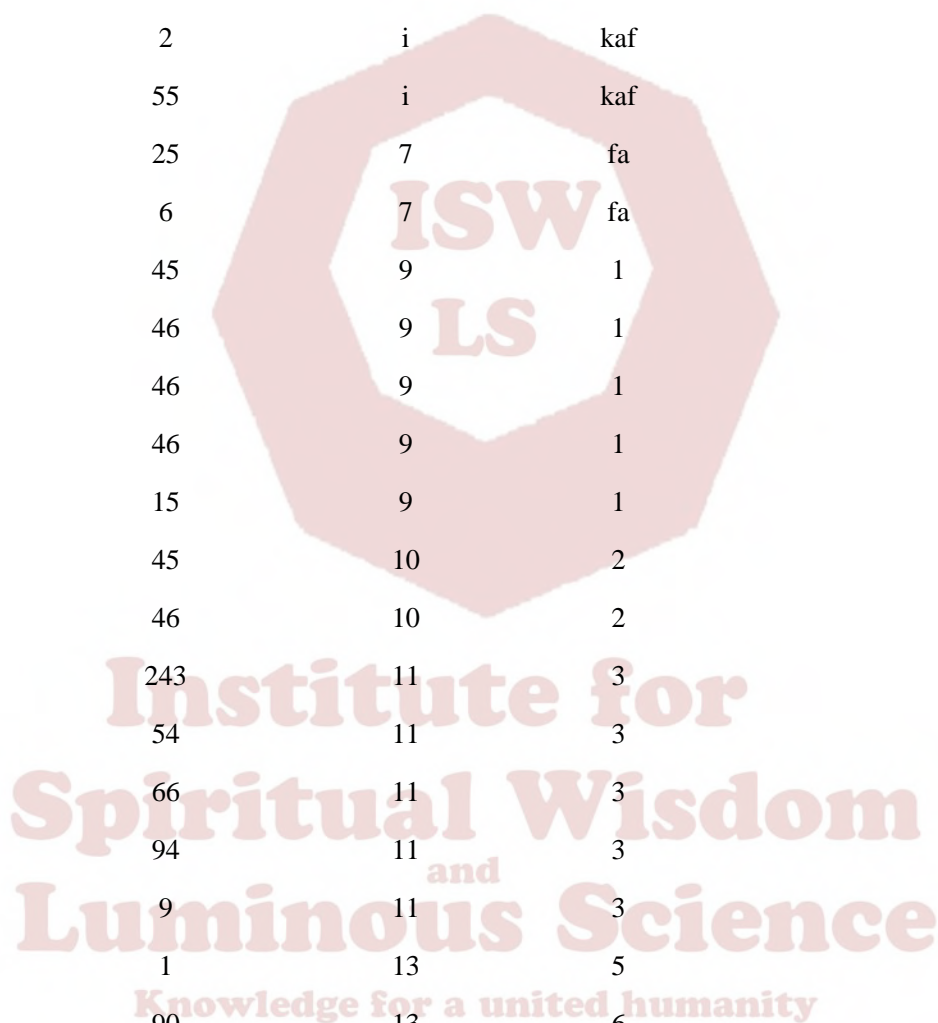 2 i kaf
55 i kaf
25 7 fa
6 7 fa
ISW
45 9 1
46 9 1
LS
46 9 1
46 9 1
15 9 1
45 10 2
46 10 2
243 11 3
Institute for
54 11 3
66 11 3
Spiritual Wisdom
94 11 3
and
9 11 3
Luminous Science
1 13 5
Knowledge for a united humanity
90 13 6